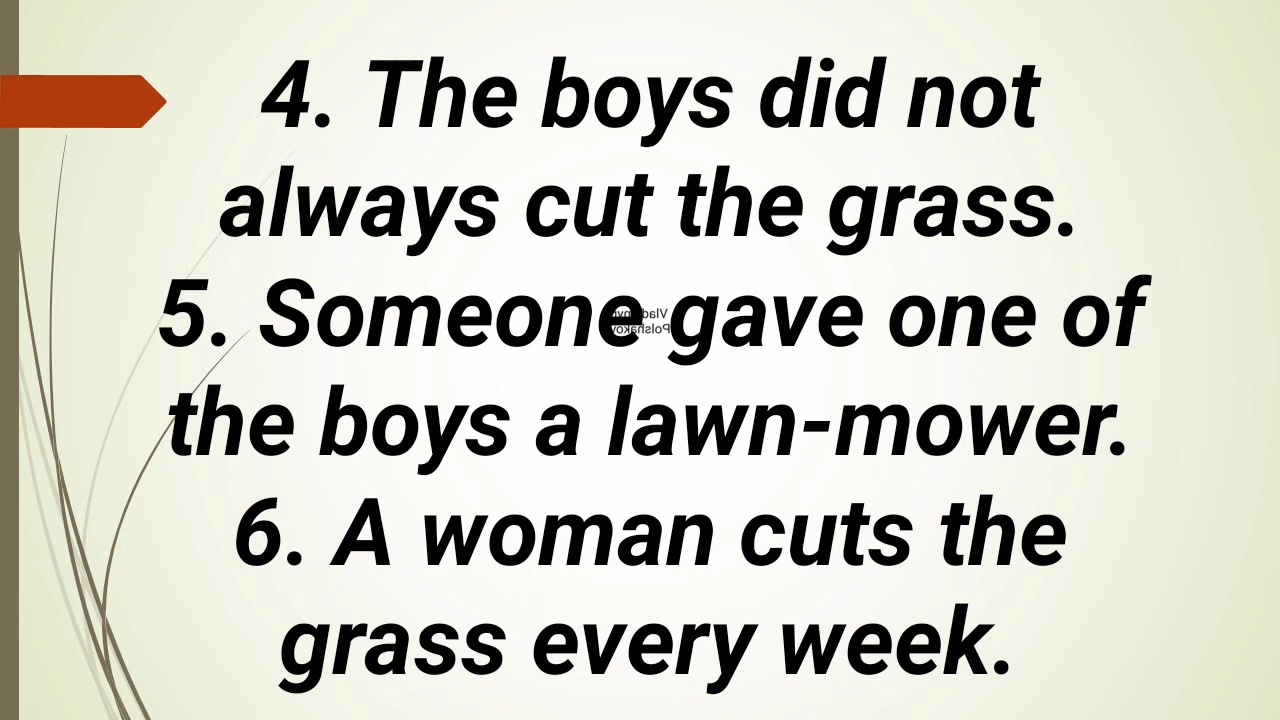 4. The boys did not
always cut the grass.
5. Someone gave one of
the boys a lawn-mower.
6. A woman cuts the
grass every week.